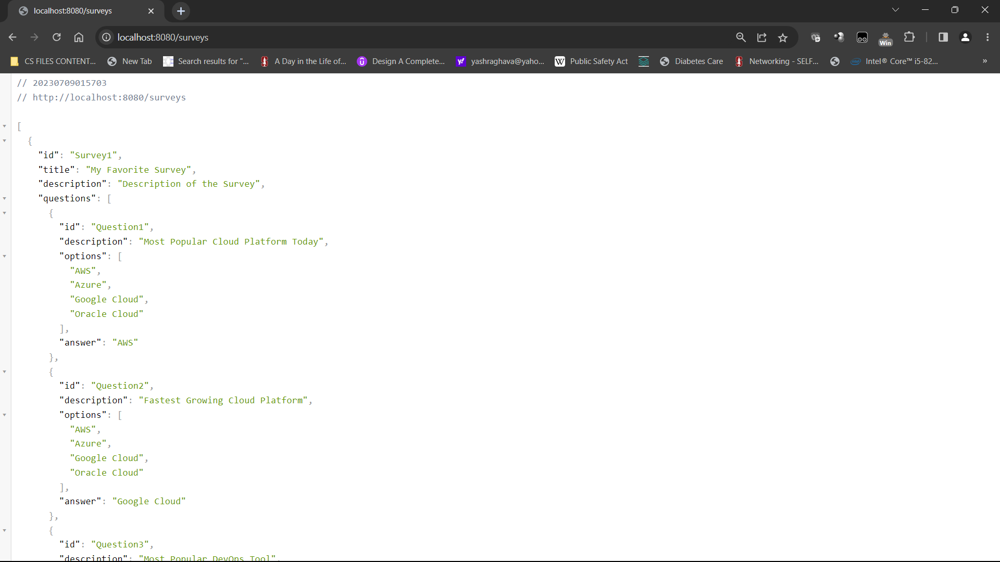 localhost:8080/surveys
localhost:8080/surveys
Win
CS FILES CONTENT... New Tab Search results for "... A Day in the Life of... Design A Complete... yashraghava@yaho... Public Safety Act Diabetes Care Networking - SELF... Intel® Core™ i5-82... »
// 20230709015703
// http://localhost:8080/surveys
[
{
"id": "Survey1",
"title": "My Favorite Survey",
"description": "Description of the Survey",
"questions": [
{
"id": "Question1",
"description": "Most Popular Cloud Platform Today",
"options": [
"AWS",
"Azure",
"Google Cloud",
"Oracle Cloud"
],
"answer": "AWS"
},
{
"id": "Question2",
"description": "Fastest Growing Cloud Platform",
"options": [
"AWS",
"Azure",
"Google Cloud",
"Oracle Cloud"
],
"answer": "Google Cloud"
},
{
"id": "Question3",
"description": "Most Popular DevOps Tool",